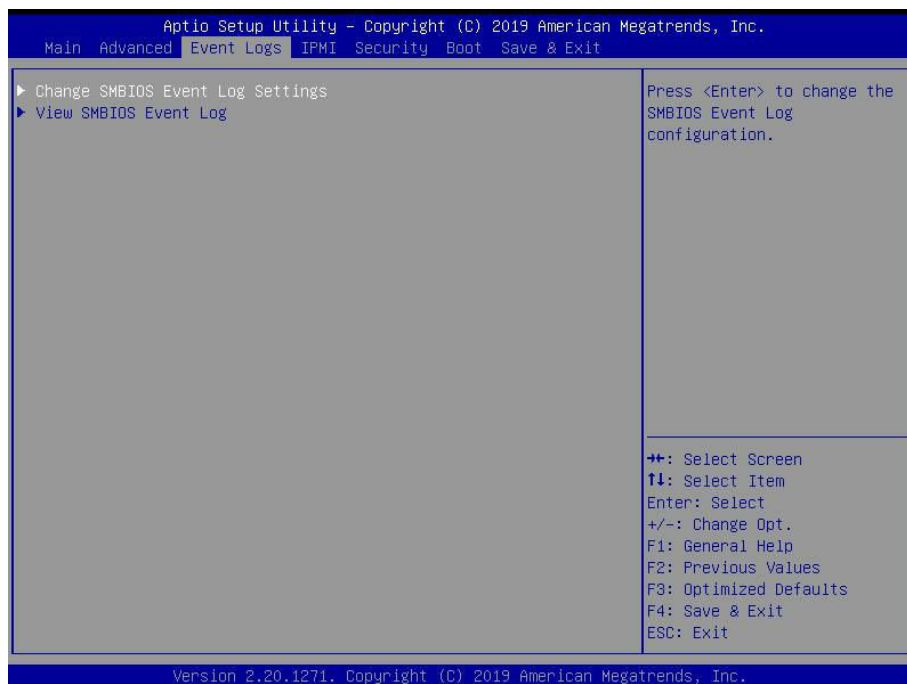 Aptio Setup Utility – Copyright (C) 2019 American Megatrends, Inc.
Main Advanced Event Logs IPMI Security Boot Save & Exit
▶ Change SMBIOS Event Log Settings
▶ View SMBIOS Event Log
Press <Enter> to change the
SMBIOS Event Log
configuration.
→←: Select Screen
↑↓: Select Item
Enter: Select
+/-: Change Opt.
F1: General Help
F2: Previous Values
F3: Optimized Defaults
F4: Save & Exit
ESC: Exit
Version 2.20.1271. Copyright (C) 2019 American Megatrends, Inc.